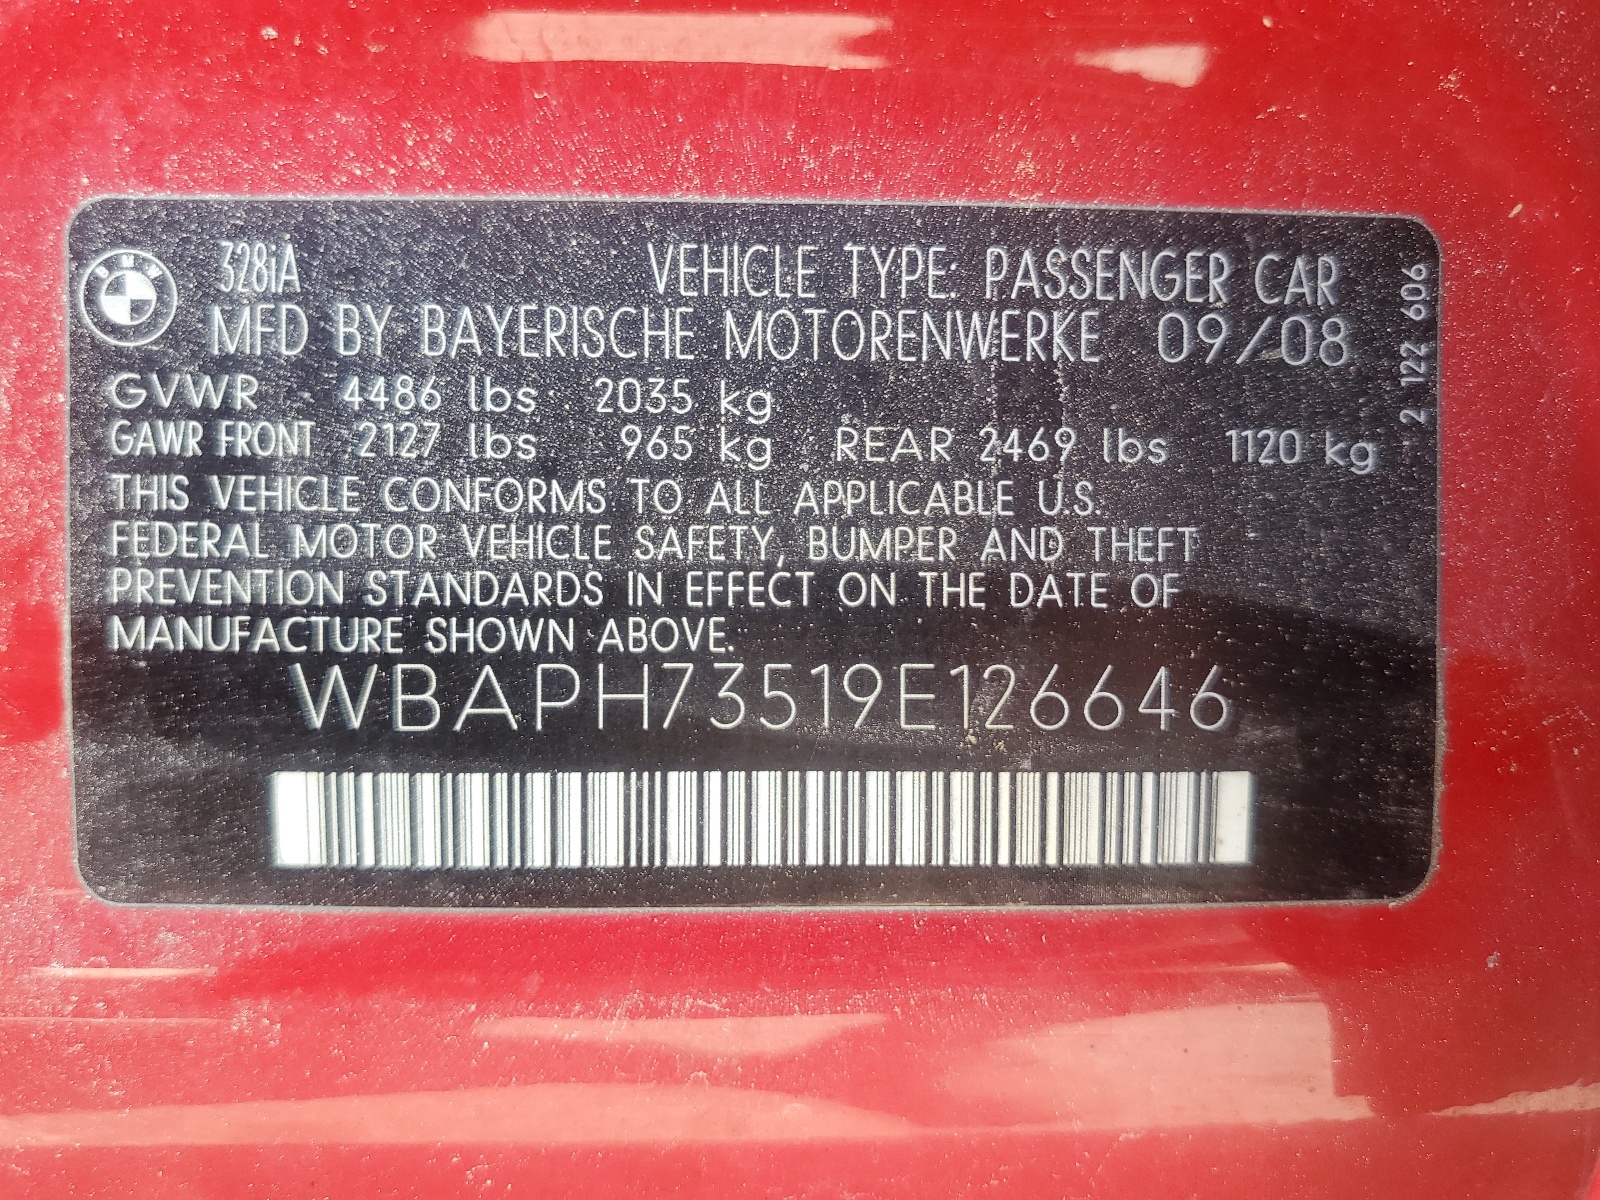 BMW
328iA VEHICLE TYPE: PASSENGER CAR
MFD BY BAYERISCHE MOTORENWERKE 09/08
GVWR 4486 lbs 2035 kg
GAWR FRONT 2127 lbs 965 kg REAR 2469 lbs 1120 kg
THIS VEHICLE CONFORMS TO ALL APPLICABLE U.S.
FEDERAL MOTOR VEHICLE SAFETY, BUMPER AND THEFT
PREVENTION STANDARDS IN EFFECT ON THE DATE OF
MANUFACTURE SHOWN ABOVE.
WBAPH73519E126646
2 122 606